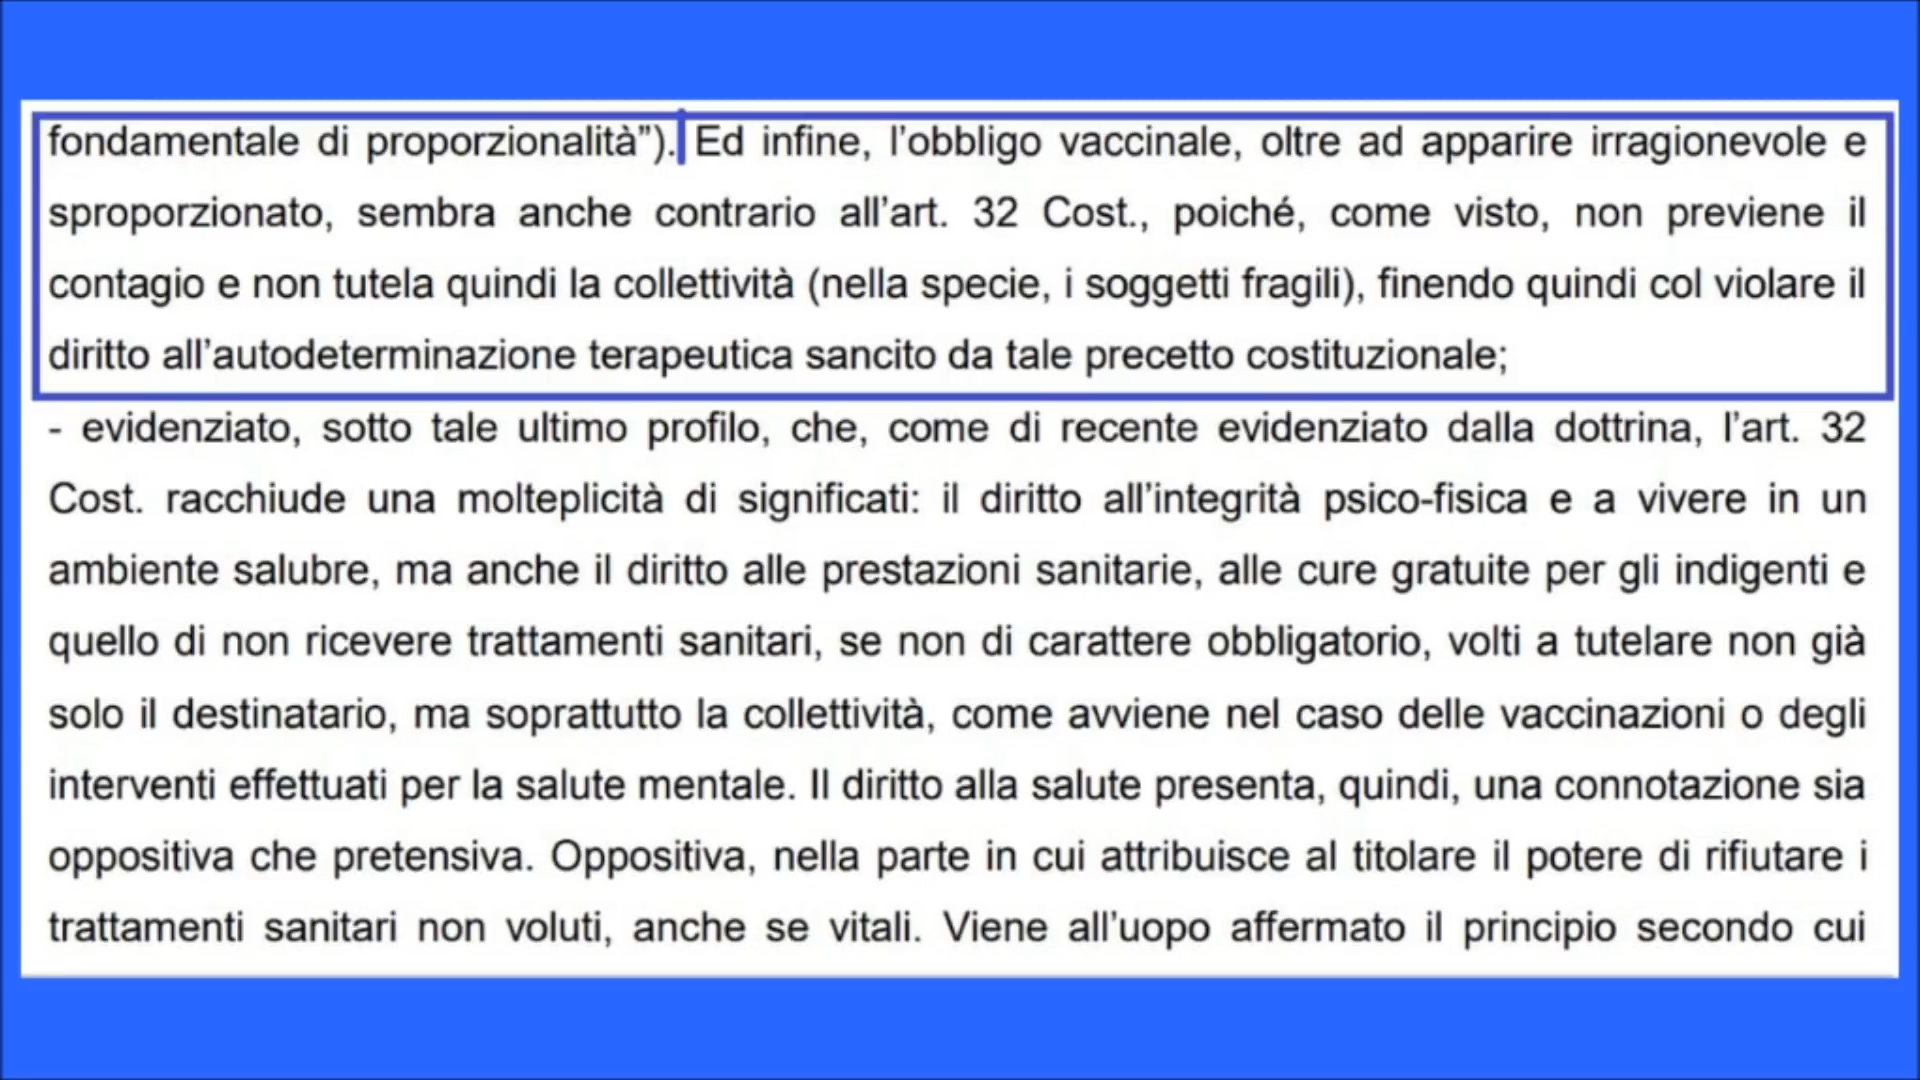 fondamentale di proporzionalità”). Ed infine, l’obbligo vaccinale, oltre ad apparire irragionevole e
sproporzionato, sembra anche contrario all’art. 32 Cost., poiché, come visto, non previene il
contagio e non tutela quindi la collettività (nella specie, i soggetti fragili), finendo quindi col violare il
diritto all’autodeterminazione terapeutica sancito da tale precetto costituzionale;
- evidenziato, sotto tale ultimo profilo, che, come di recente evidenziato dalla dottrina, l’art. 32
Cost. racchiude una molteplicità di significati: il diritto all’integrità psico-fisica e a vivere in un
ambiente salubre, ma anche il diritto alle prestazioni sanitarie, alle cure gratuite per gli indigenti e
quello di non ricevere trattamenti sanitari, se non di carattere obbligatorio, volti a tutelare non già
solo il destinatario, ma soprattutto la collettività, come avviene nel caso delle vaccinazioni o degli
interventi effettuati per la salute mentale. Il diritto alla salute presenta, quindi, una connotazione sia
oppositiva che pretensiva. Oppositiva, nella parte in cui attribuisce al titolare il potere di rifiutare i
trattamenti sanitari non voluti, anche se vitali. Viene all’uopo affermato il principio secondo cui